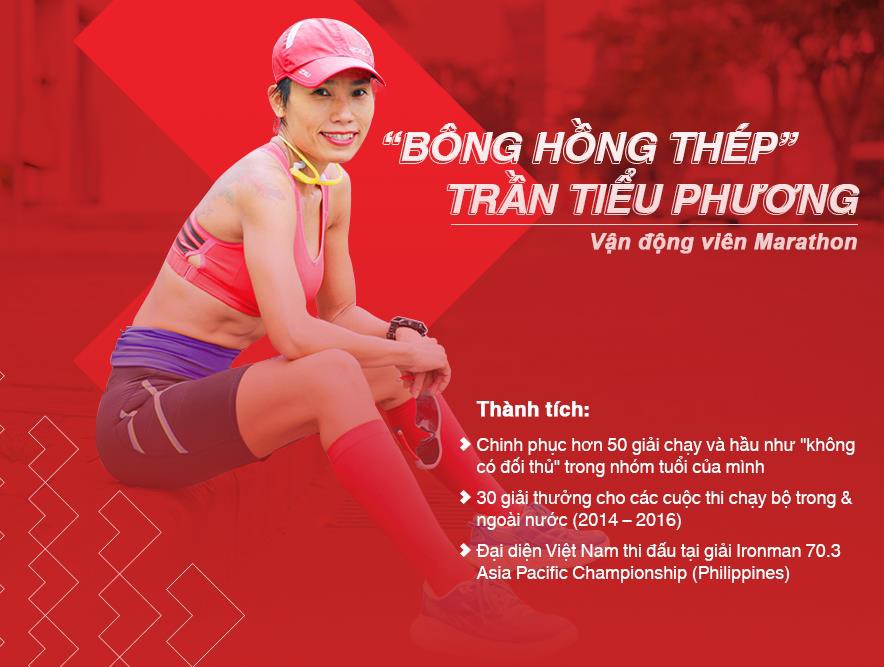 “BÔNG HỒNG THÉP”
TRẦN TIỂU PHƯƠNG
Vận động viên Marathon
Thành tích:
Chinh phục hơn 50 giải chạy và hầu như "không
có đối thủ" trong nhóm tuổi của mình
30 giải thưởng cho các cuộc thi chạy bộ trong &
ngoài nước (2014 – 2016)
Đại diện Việt Nam thi đấu tại giải Ironman 70.3
Asia Pacific Championship (Philippines)